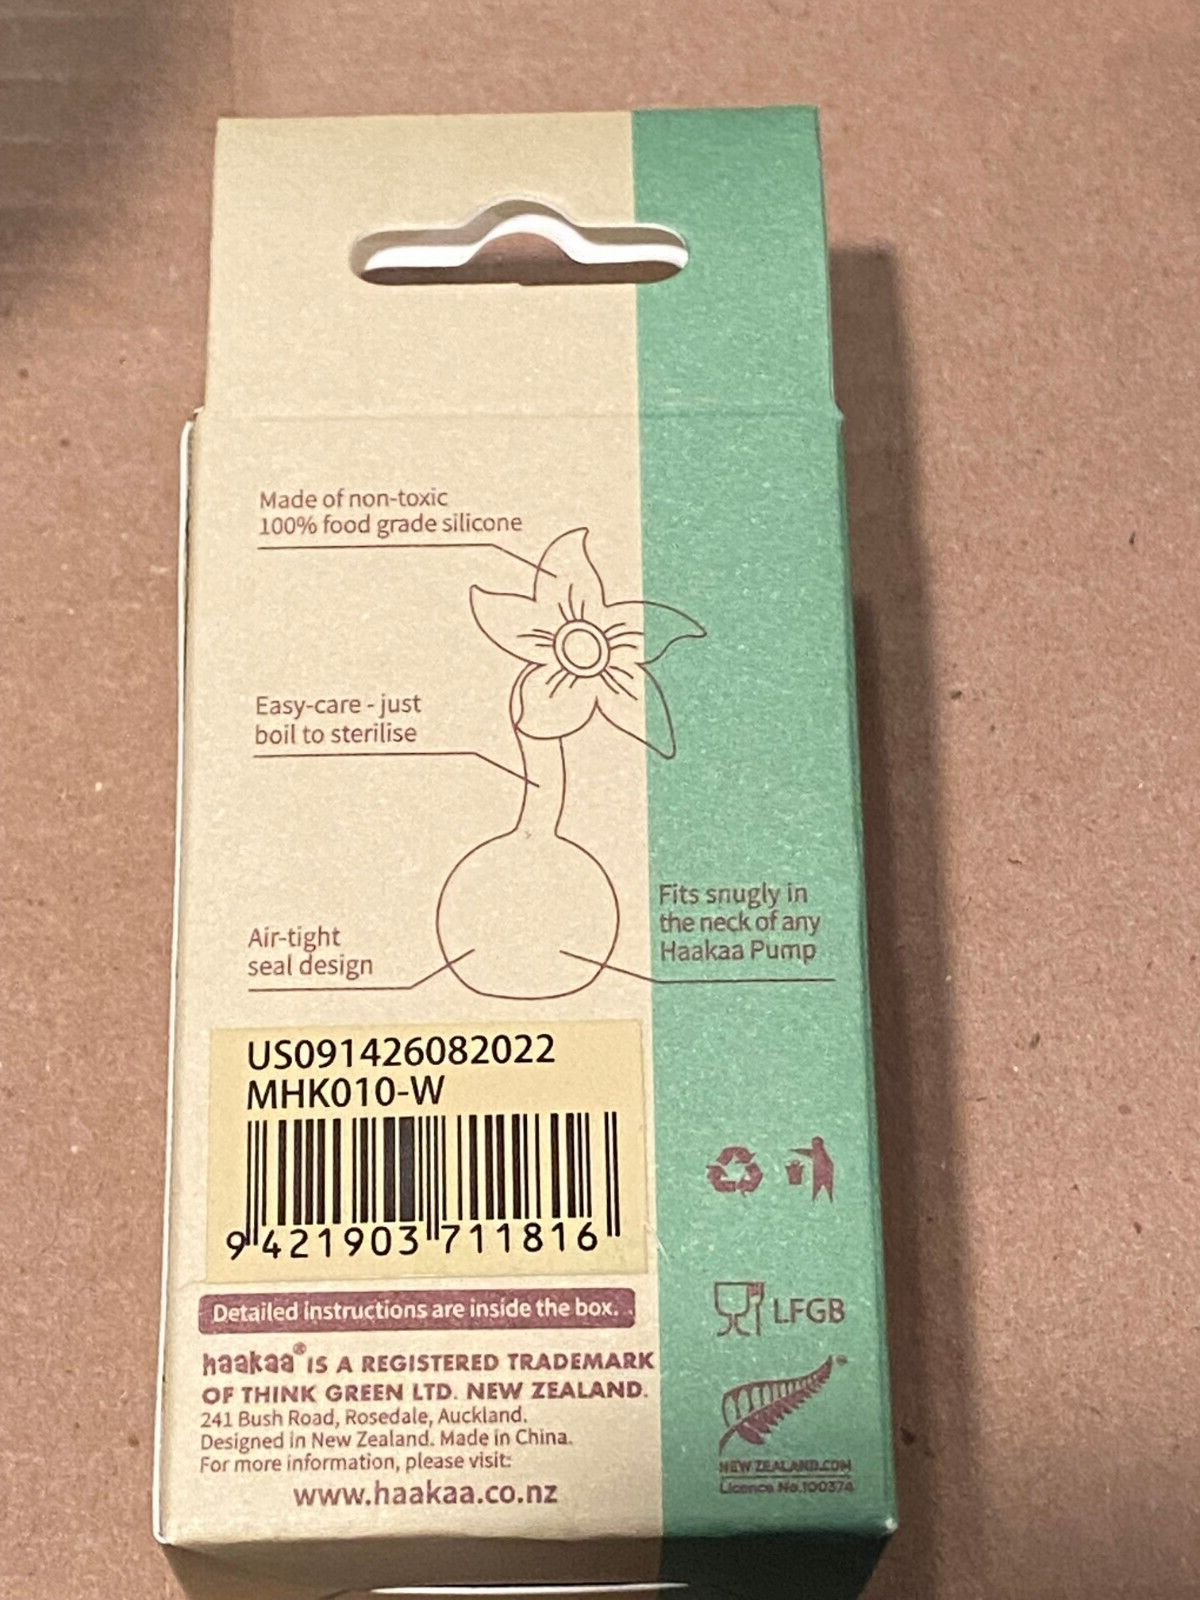 Made of non-toxic
100% food grade silicone
Easy-care - just
boil to sterilise
Air-tight
seal design
Fits snugly in
the neck of any
Haakaa Pump
US091426082022
MHK010-W
9 421903 711816
Detailed instructions are inside the box.
LFGB
haakaa® IS A REGISTERED TRADEMARK
OF THINK GREEN LTD. NEW ZEALAND.
241 Bush Road, Rosedale, Auckland.
Designed in New Zealand. Made in China.
For more information, please visit:
www.haakaa.co.nz
NEW ZEALAND.COM
Licence No.100374